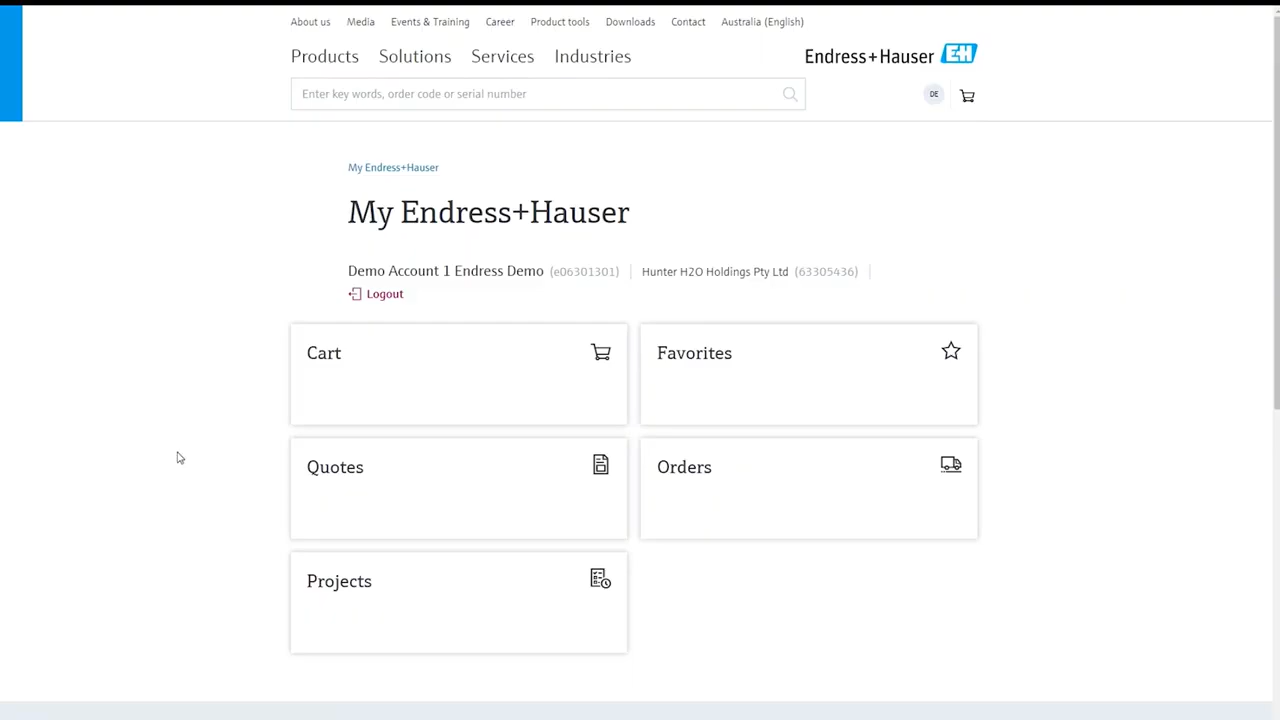 About us Media Events & Training Career Product tools Downloads Contact Australia (English)
Products Solutions Services Industries
Endress+Hauser EH
Enter key words, order code or serial number
DE
My Endress+Hauser
My Endress+Hauser
Demo Account 1 Endress Demo (e06301301) Hunter H2O Holdings Pty Ltd (63305436)
Logout
Cart
Favorites
Quotes
Orders
Projects